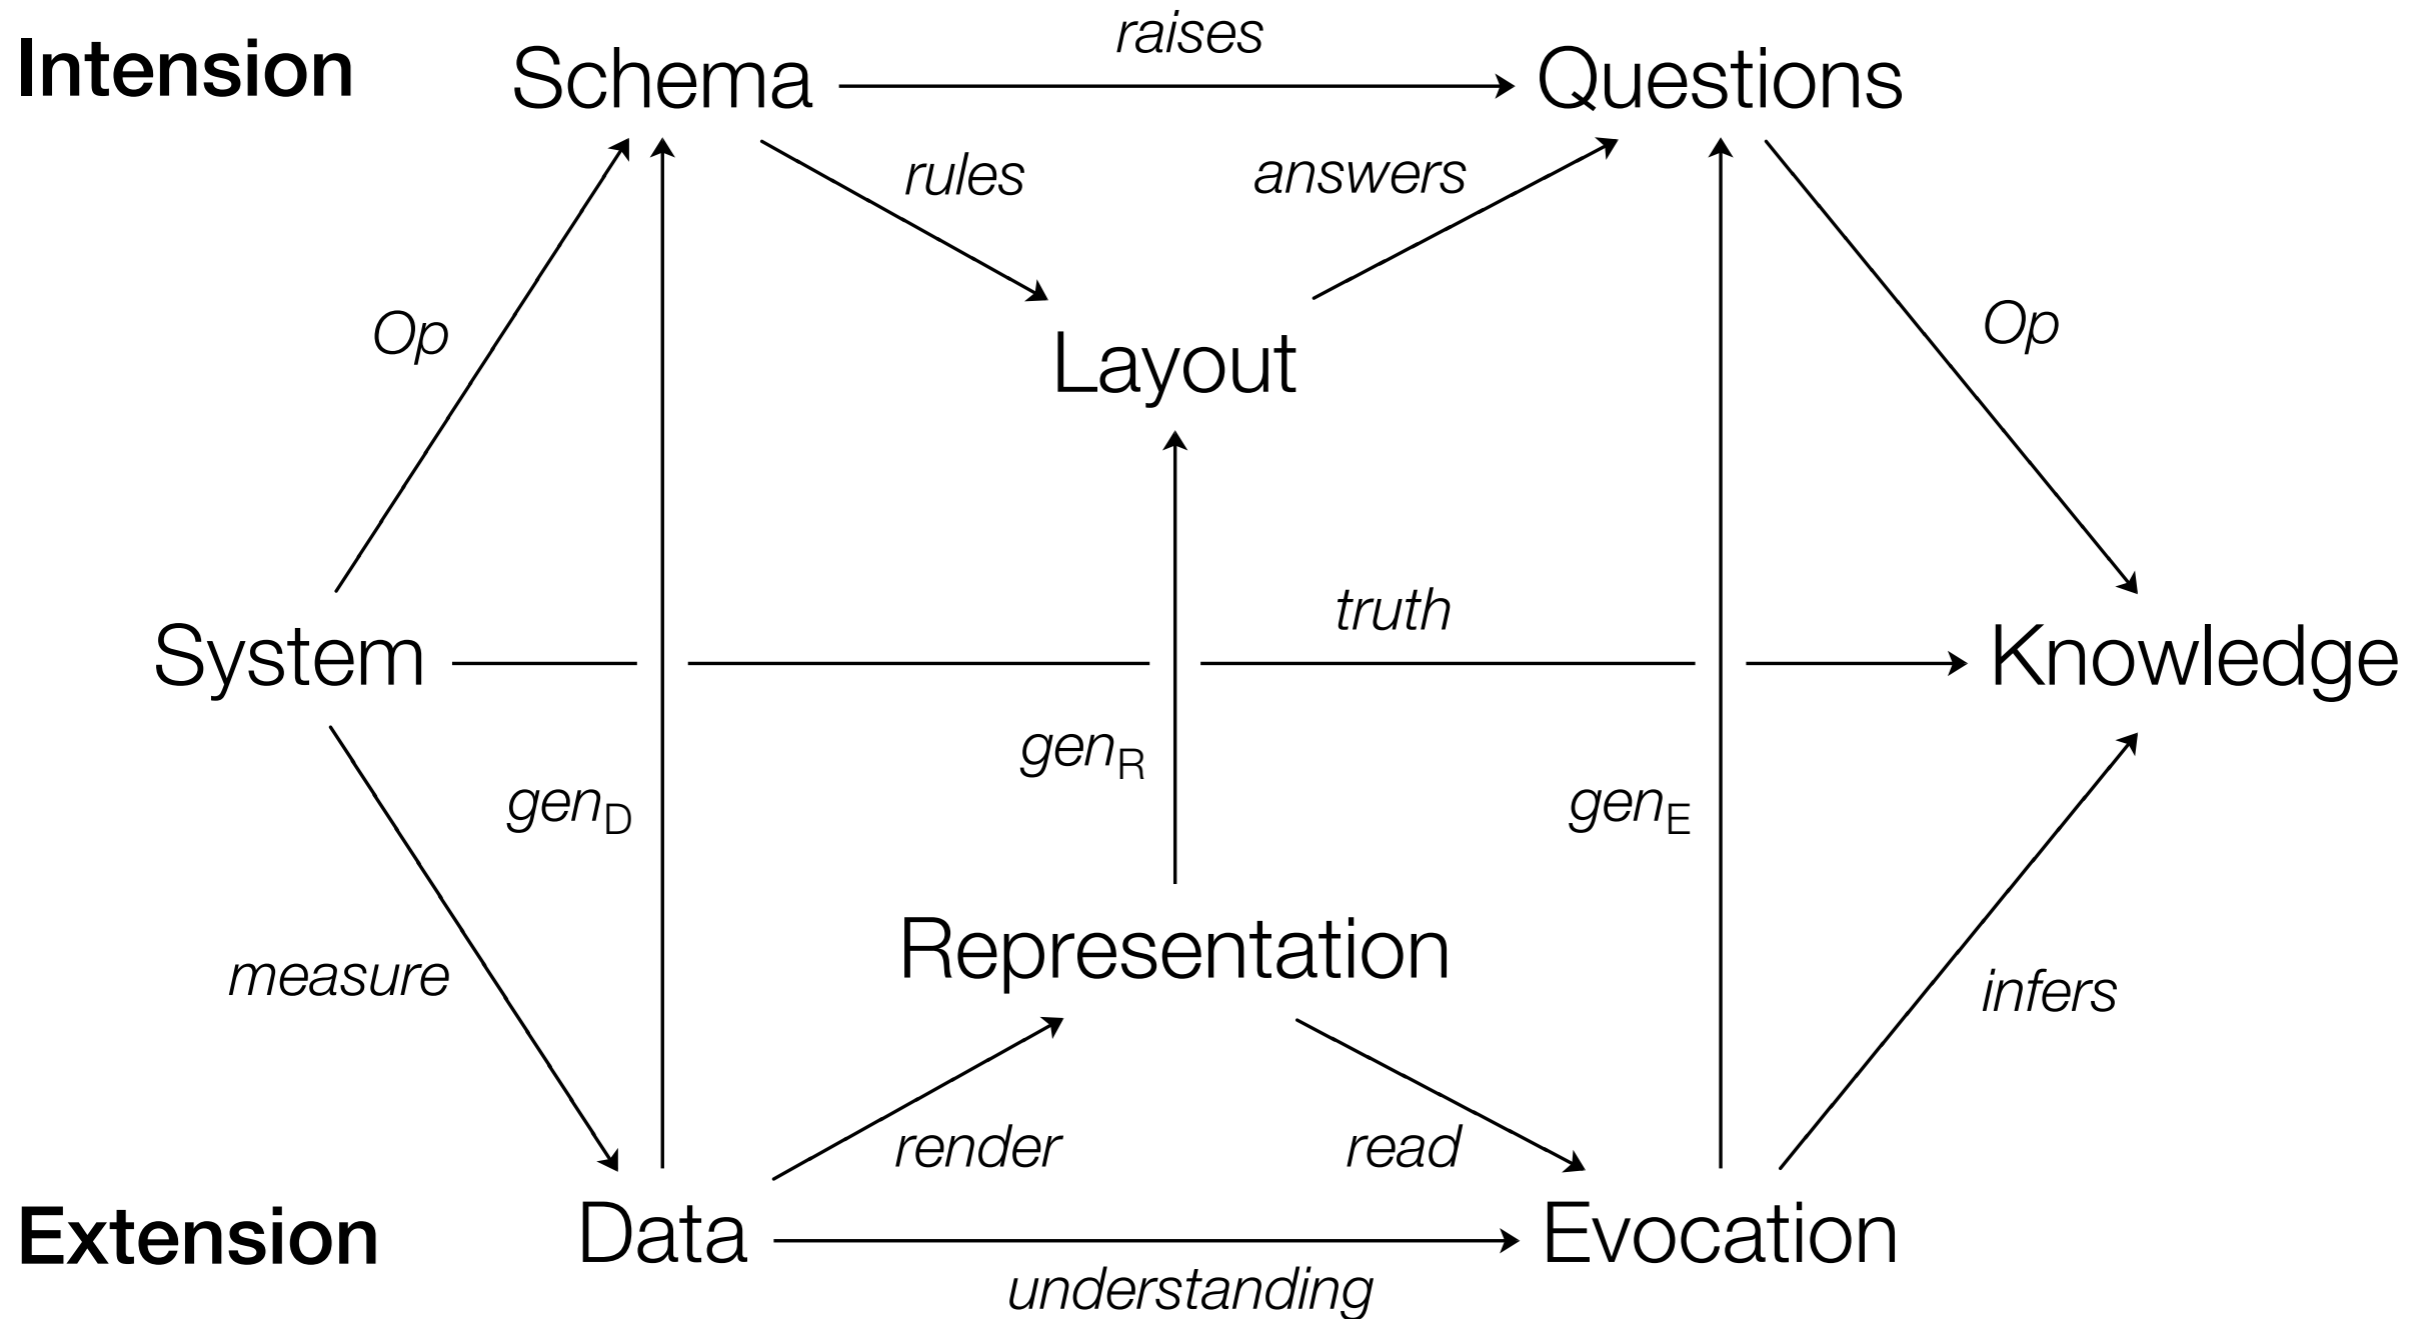 raises
Intension
Schema
Questions
rules
answers
Op
Op
Layout
truth
System
Knowledge
genR
genD
genE
Representation
measure
infers
render
read
Extension
Data
Evocation
understanding